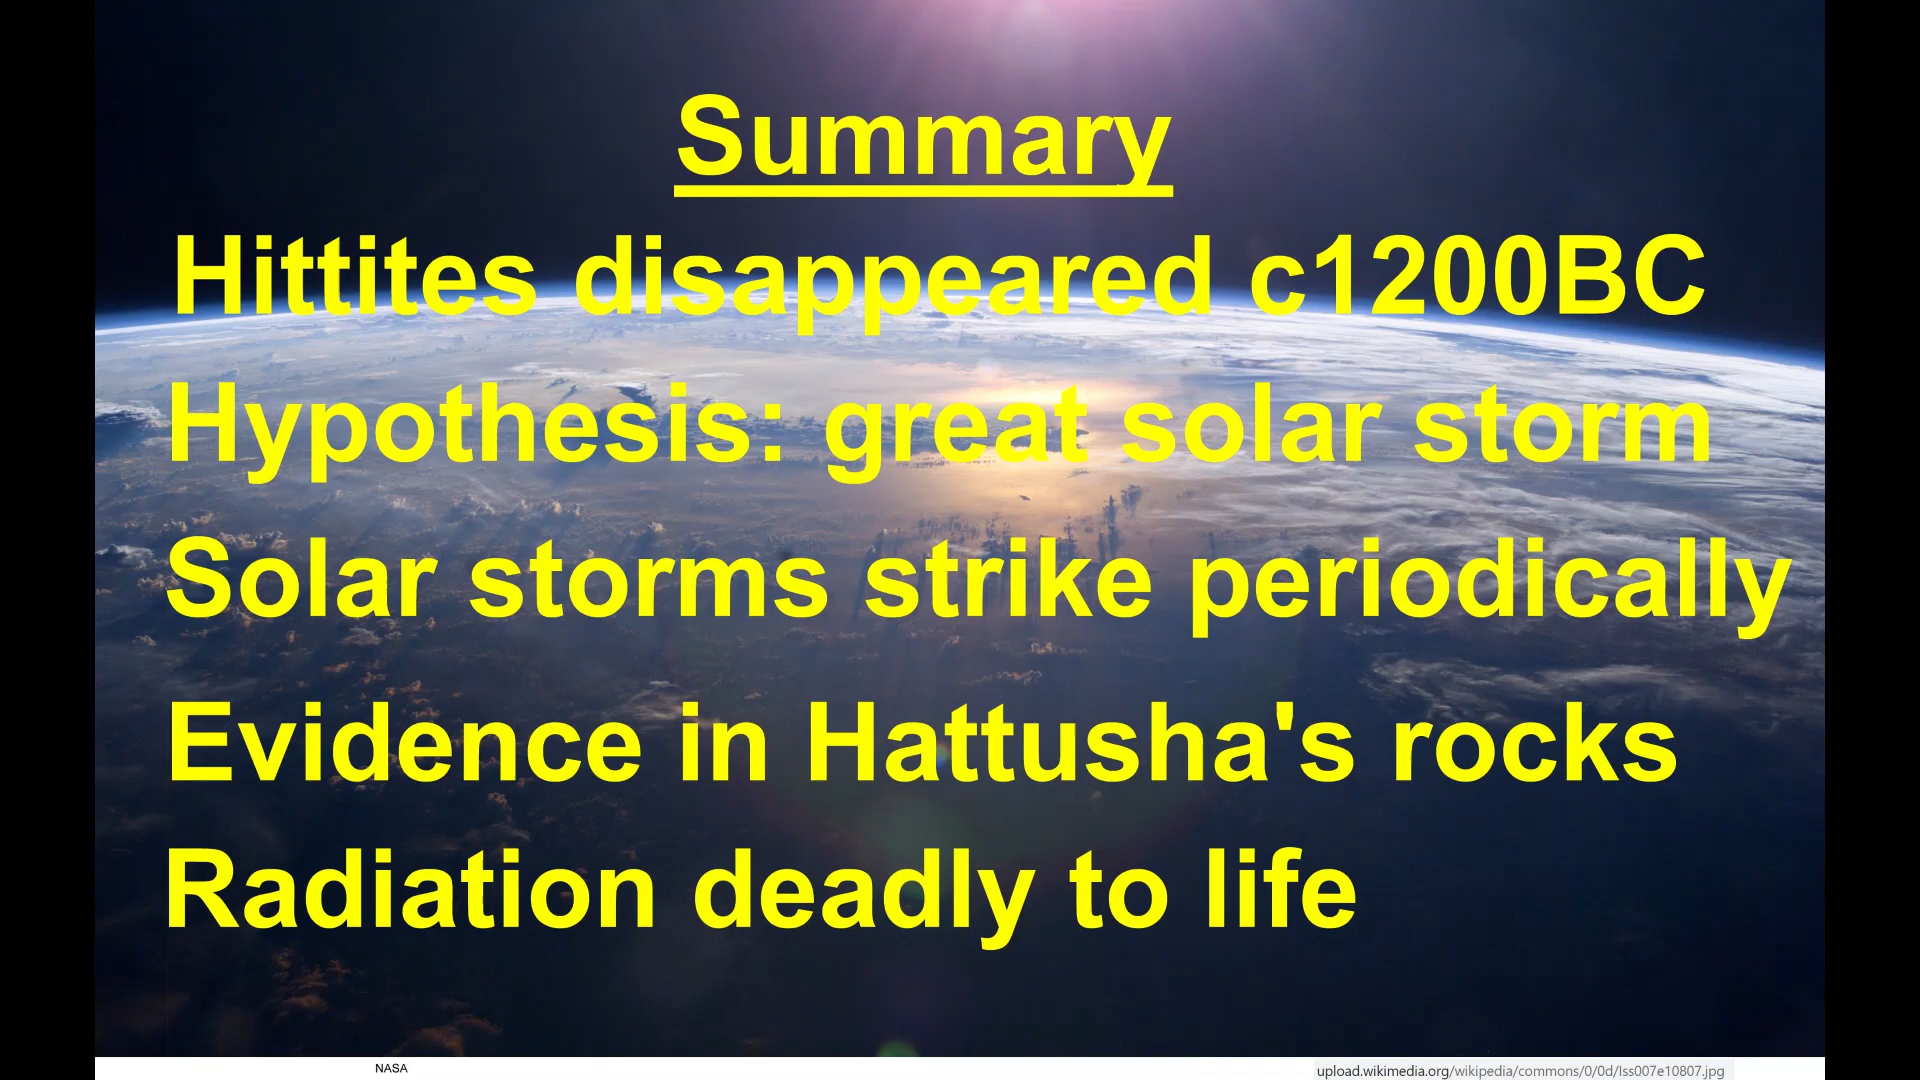 Summary
Hittites disappeared c1200BC
Hypothesis: great solar storm
Solar storms strike periodically
Evidence in Hattusha's rocks
Radiation deadly to life
NASA
upload.wikimedia.org/wikipedia/commons/0/0d/Iss007e10807.jpg